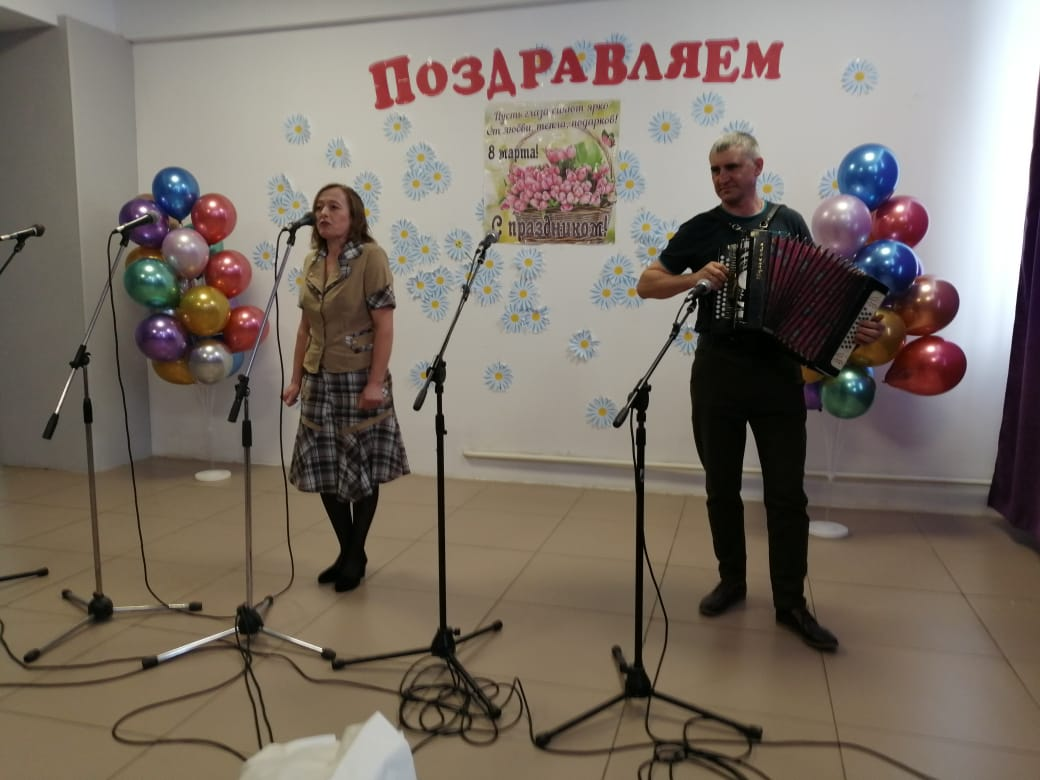 ПОЗДРАВЛЯЕМ
Пусть глаза сияют ярко
От любви, тепла, подарков!
8 марта!
С праздником!